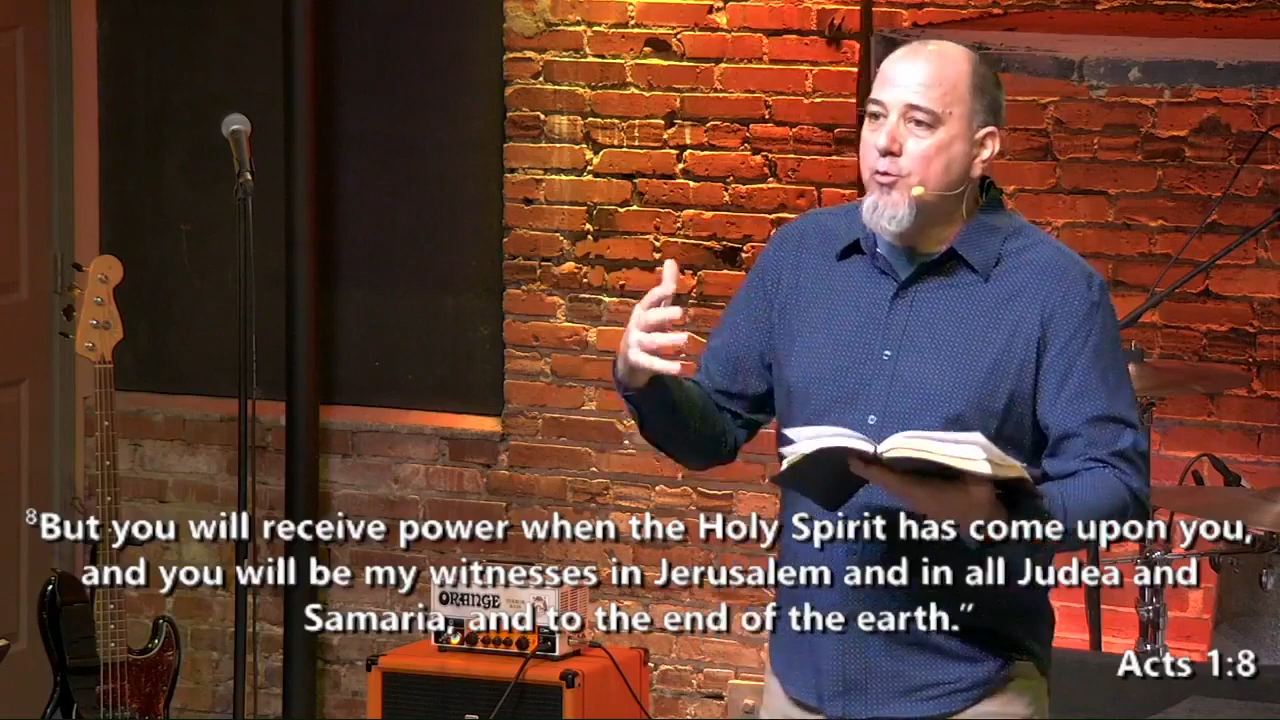 ⁸But you will receive power when the Holy Spirit has come upon you,
and you will be my witnesses in Jerusalem and in all Judea and
Samaria, and to the end of the earth.”
Acts 1:8
ORANGE